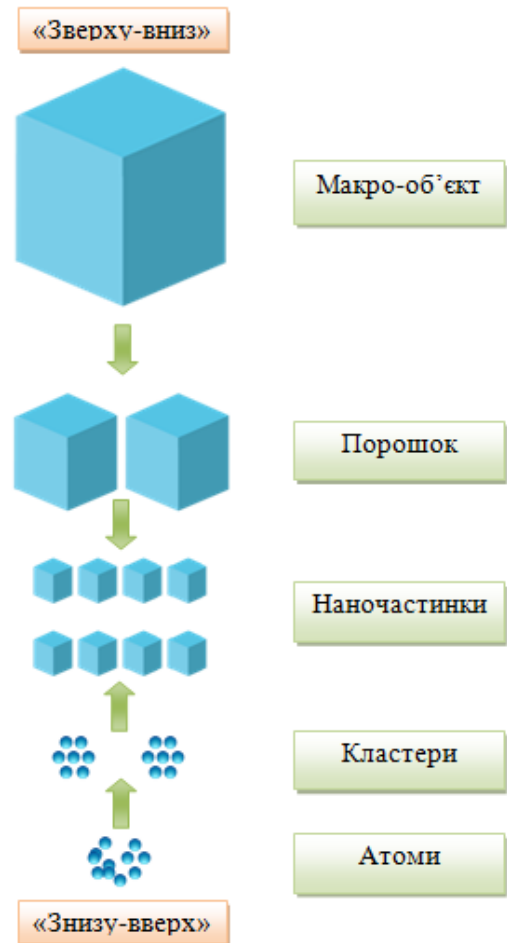 «Зверху-вниз»
Макро-об’єкт
Порошок
Наночастинки
Кластери
Атоми
«Знизу-вверх»